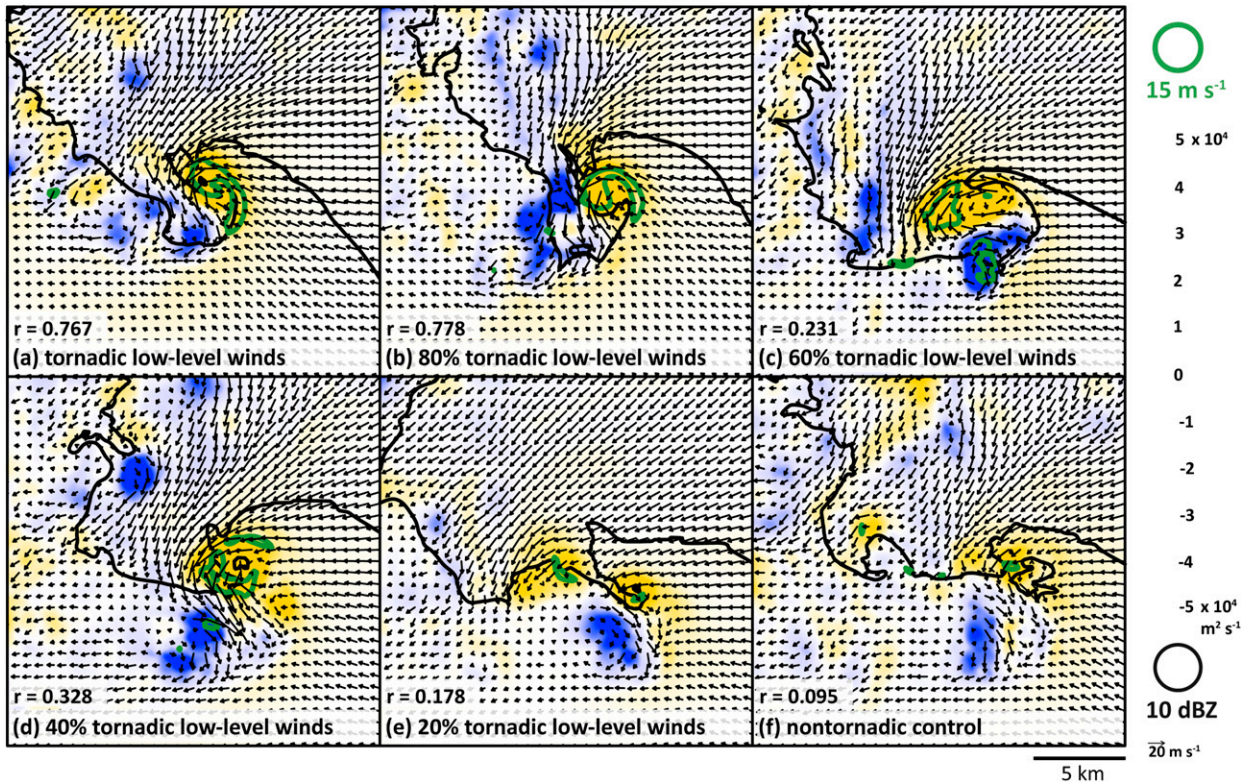 r = 0.767
(a) tornadic low-level winds
r = 0.778
(b) 80% tornadic low-level winds
r = 0.231
(c) 60% tornadic low-level winds
r = 0.328
(d) 40% tornadic low-level winds
r = 0.178
(e) 20% tornadic low-level winds
r = 0.095
(f) nontornadic control
15 m s⁻¹
5 x 10⁴
4
3
2
1
0
-1
-2
-3
-4
-5 x 10⁴
m² s⁻¹
10 dBZ
20 m s⁻¹
5 km